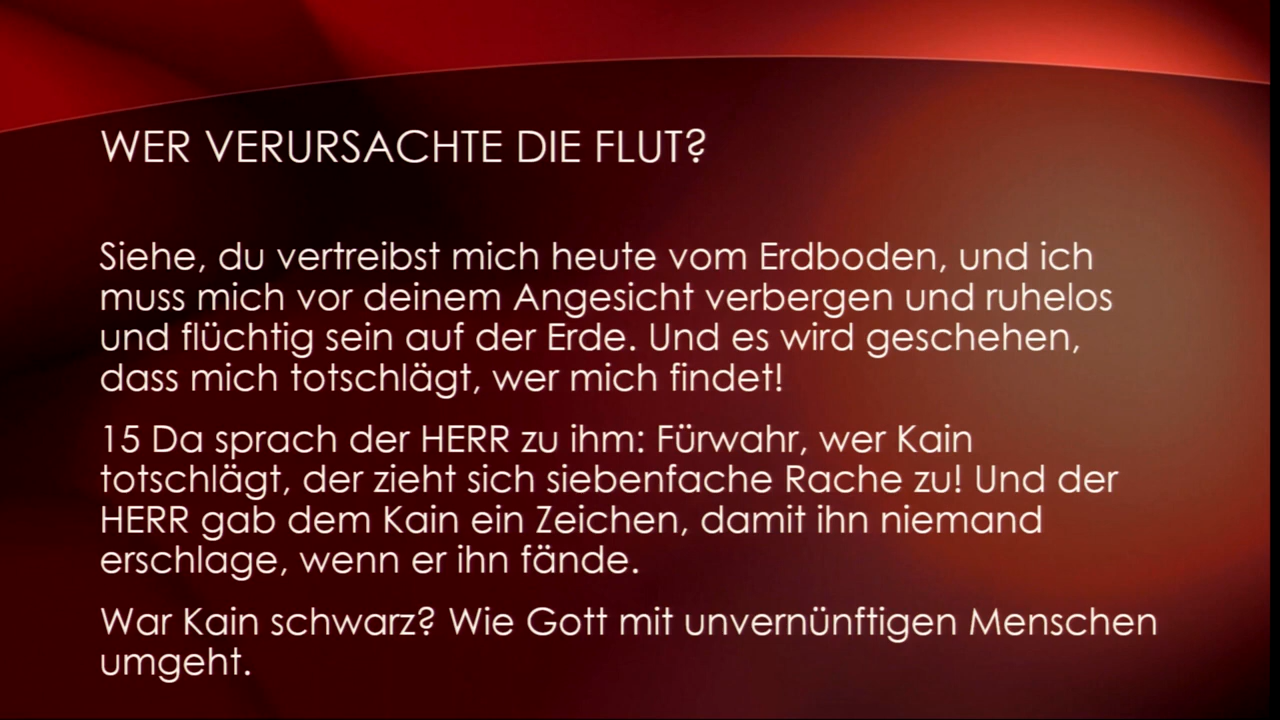 WER VERURSACHTE DIE FLUT?
Siehe, du vertreibst mich heute vom Erdboden, und ich
muss mich vor deinem Angesicht verbergen und ruhelos
und flüchtig sein auf der Erde. Und es wird geschehen,
dass mich totschlägt, wer mich findet!
15 Da sprach der HERR zu ihm: Fürwahr, wer Kain
totschlägt, der zieht sich siebenfache Rache zu! Und der
HERR gab dem Kain ein Zeichen, damit ihn niemand
erschlage, wenn er ihn fände.
War Kain schwarz? Wie Gott mit unvernünftigen Menschen
umgeht.